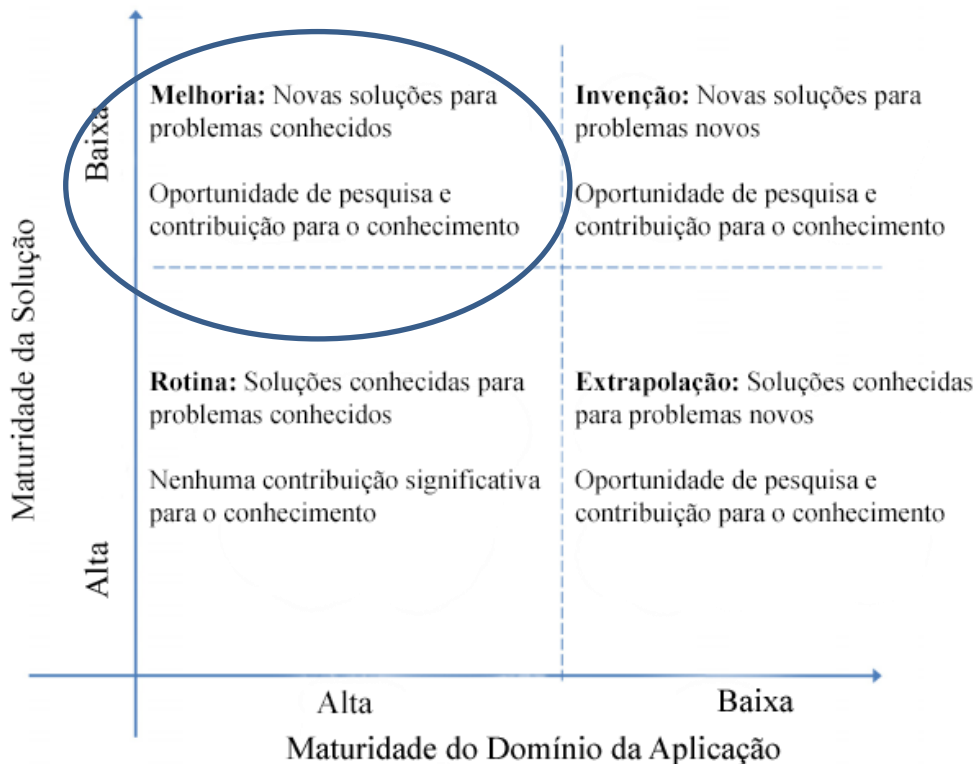 Melhoria: Novas soluções para
problemas conhecidos
Oportunidade de pesquisa e
contribuição para o conhecimento
Invenção: Novas soluções para
problemas novos
Oportunidade de pesquisa e
contribuição para o conhecimento
Rotina: Soluções conhecidas para
problemas conhecidos
Nenhuma contribuição significativa
para o conhecimento
Extrapolação: Soluções conhecidas
para problemas novos
Oportunidade de pesquisa e
contribuição para o conhecimento
Maturidade da Solução
Baixa
Alta
Alta
Baixa
Maturidade do Domínio da Aplicação